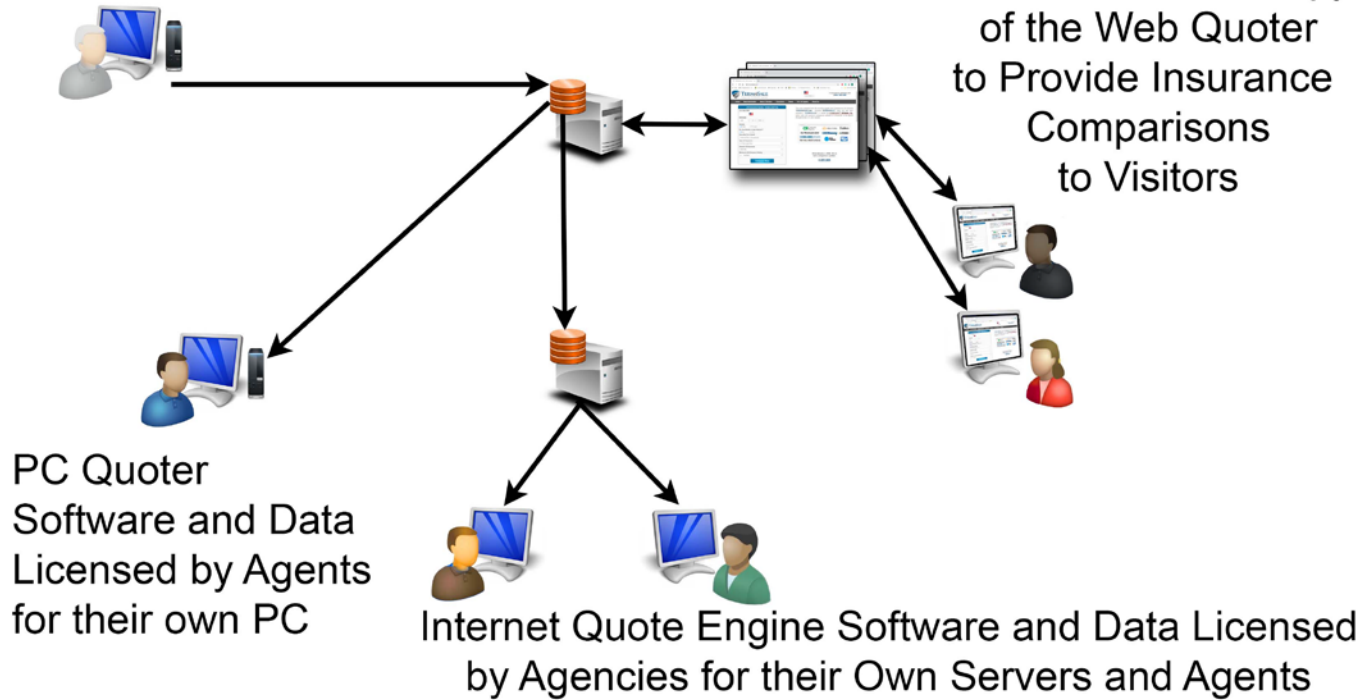 of the Web Quoter
to Provide Insurance
Comparisons
to Visitors
PC Quoter
Software and Data
Licensed by Agents
for their own PC
Internet Quote Engine Software and Data Licensed
by Agencies for their Own Servers and Agents